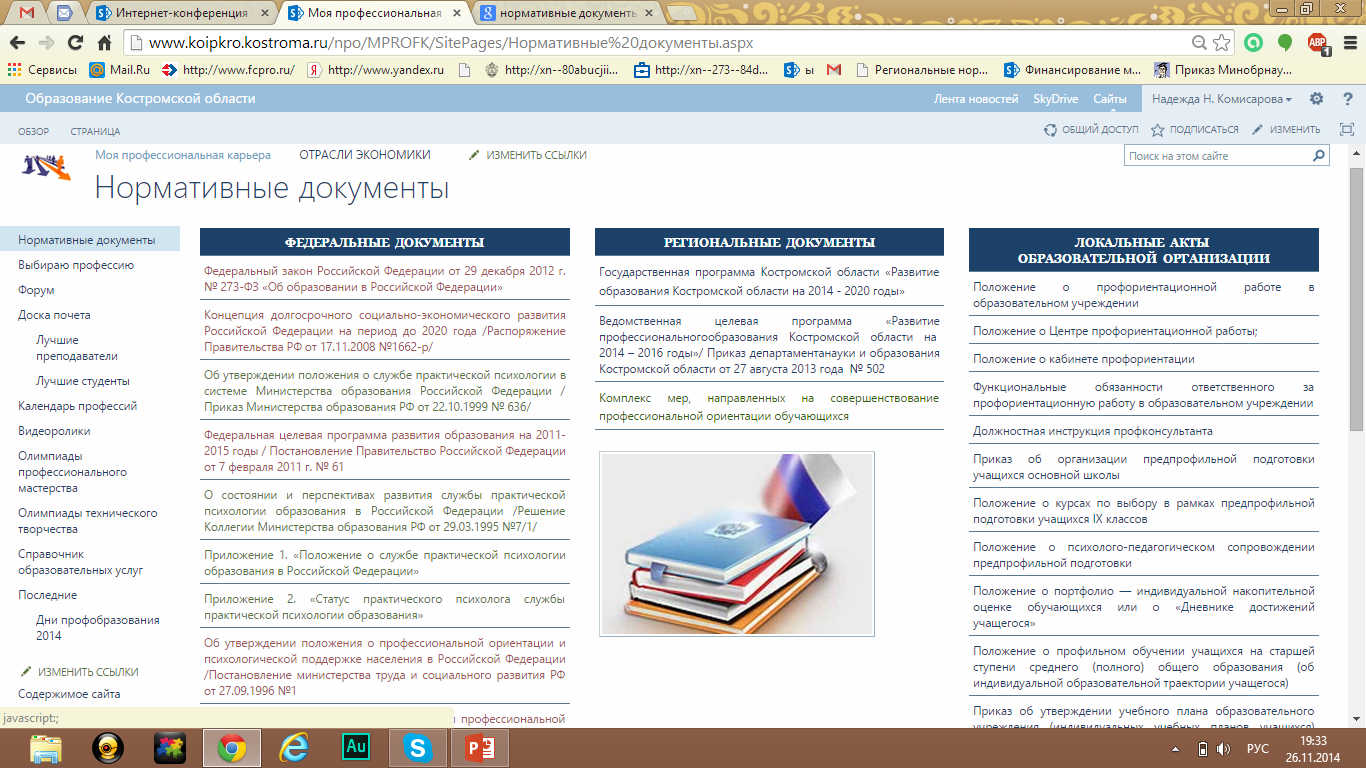 Интернет-конференция
Моя профессиональная
нормативные документы
www.koipkro.kostroma.ru/npo/MPROFK/SitePages/Нормативные%20документы.aspx
ABP
1
Сервисы
Mail.Ru
http://www.fcpro.ru/
http://www.yandex.ru
http://xn--80abucjii...
http://xn--273--84d...
ы
Региональные нор...
Финансирование м...
Приказ Минобрнау...
Образование Костромской области
Лента новостей
SkyDrive
Сайты
Надежда Н. Комисарова
?
ОБЗОР
СТРАНИЦА
ОБЩИЙ ДОСТУП
ПОДПИСАТЬСЯ
ИЗМЕНИТЬ
Моя профессиональная карьера
ОТРАСЛИ ЭКОНОМИКИ
ИЗМЕНИТЬ ССЫЛКИ
Поиск на этом сайте
Нормативные документы
Нормативные документы
Выбираю профессию
Форум
Доска почета
Лучшие
преподаватели
Лучшие студенты
Календарь профессий
Видеоролики
Олимпиады
профессионального
мастерства
Олимпиады технического
творчества
Справочник
образовательных услуг
Последние
Дни профобразования
2014
ИЗМЕНИТЬ ССЫЛКИ
Содержимое сайта
javascript:;
ФЕДЕРАЛЬНЫЕ ДОКУМЕНТЫ
Федеральный закон Российской Федерации от 29 декабря 2012 г.
№ 273-ФЗ «Об образовании в Российской Федерации»
Концепция долгосрочного социально-экономического развития
Российской Федерации на период до 2020 года /Распоряжение
Правительства РФ от 17.11.2008 №1662-р/
Об утверждении положения о службе практической психологии в
системе Министерства образования Российской Федерации /
Приказ Министерства образования РФ от 22.10.1999 № 636/
Федеральная целевая программа развития образования на 2011-
2015 годы / Постановление Правительство Российской Федерации
от 7 февраля 2011 г. № 61
О состоянии и перспективах развития службы практической
психологии образования в Российской Федерации /Решение
Коллегии Министерства образования РФ от 29.03.1995 №7/1/
Приложение 1. «Положение о службе практической психологии
образования в Российской Федерации»
Приложение 2. «Статус практического психолога службы
практической психологии образования»
Об утверждении положения о профессиональной ориентации и
психологической поддержке населения в Российской Федерации
/Постановление министерства труда и социального развития РФ
от 27.09.1996 №1
профессиональной
РЕГИОНАЛЬНЫЕ ДОКУМЕНТЫ
Государственная программа Костромской области «Развитие
образования Костромской области на 2014 - 2020 годы»
Ведомственная целевая программа «Развитие
профессиональногообразования Костромской области на
2014 – 2016 годы»/ Приказ департаментанауки и образования
Костромской области от 27 августа 2013 года № 502
Комплекс мер, направленных на совершенствование
профессиональной ориентации обучающихся
ЛОКАЛЬНЫЕ АКТЫ
ОБРАЗОВАТЕЛЬНОЙ ОРГАНИЗАЦИИ
Положение о профориентационной работе в
образовательном учреждении
Положение о Центре профориентационной работы;
Положение о кабинете профориентации
Функциональные обязанности ответственного за
профориентационную работу в образовательном учреждении
Должностная инструкция профконсультанта
Приказ об организации предпрофильной подготовки
учащихся основной школы
Положение о курсах по выбору в рамках предпрофильной
подготовки учащихся IX классов
Положение о психолого-педагогическом сопровождении
предпрофильной подготовки
Положение о портфолио — индивидуальной накопительной
оценке обучающихся или о «Дневнике достижений
учащегося»
Положение о профильном обучении учащихся на старшей
ступени среднего (полного) общего образования (об
индивидуальной образовательной траектории учащегося)
Приказ об утверждении учебного плана образовательного
учреждения (индивидуальных учебных планов учащихся)
Au
РУС
19:33
26.11.2014